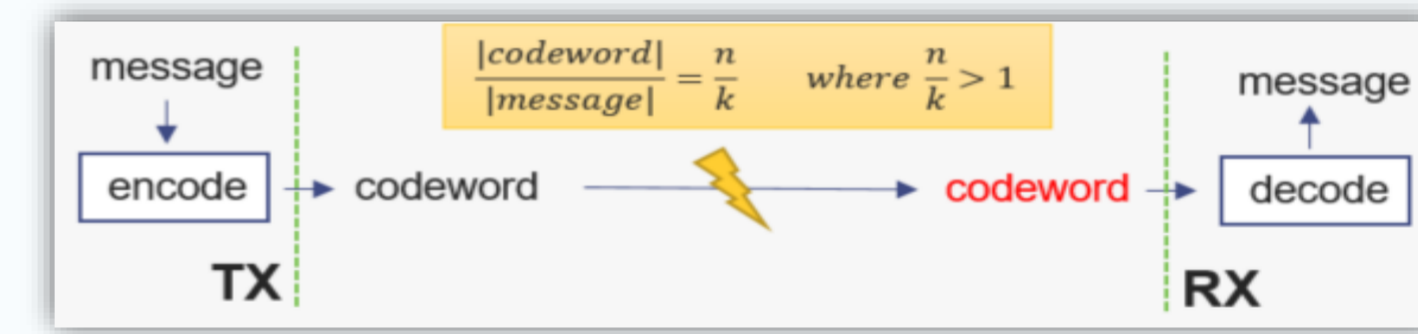 message
|codeword| / |message| = n/k where n/k > 1
message
encode
codeword
codeword
decode
TX
RX